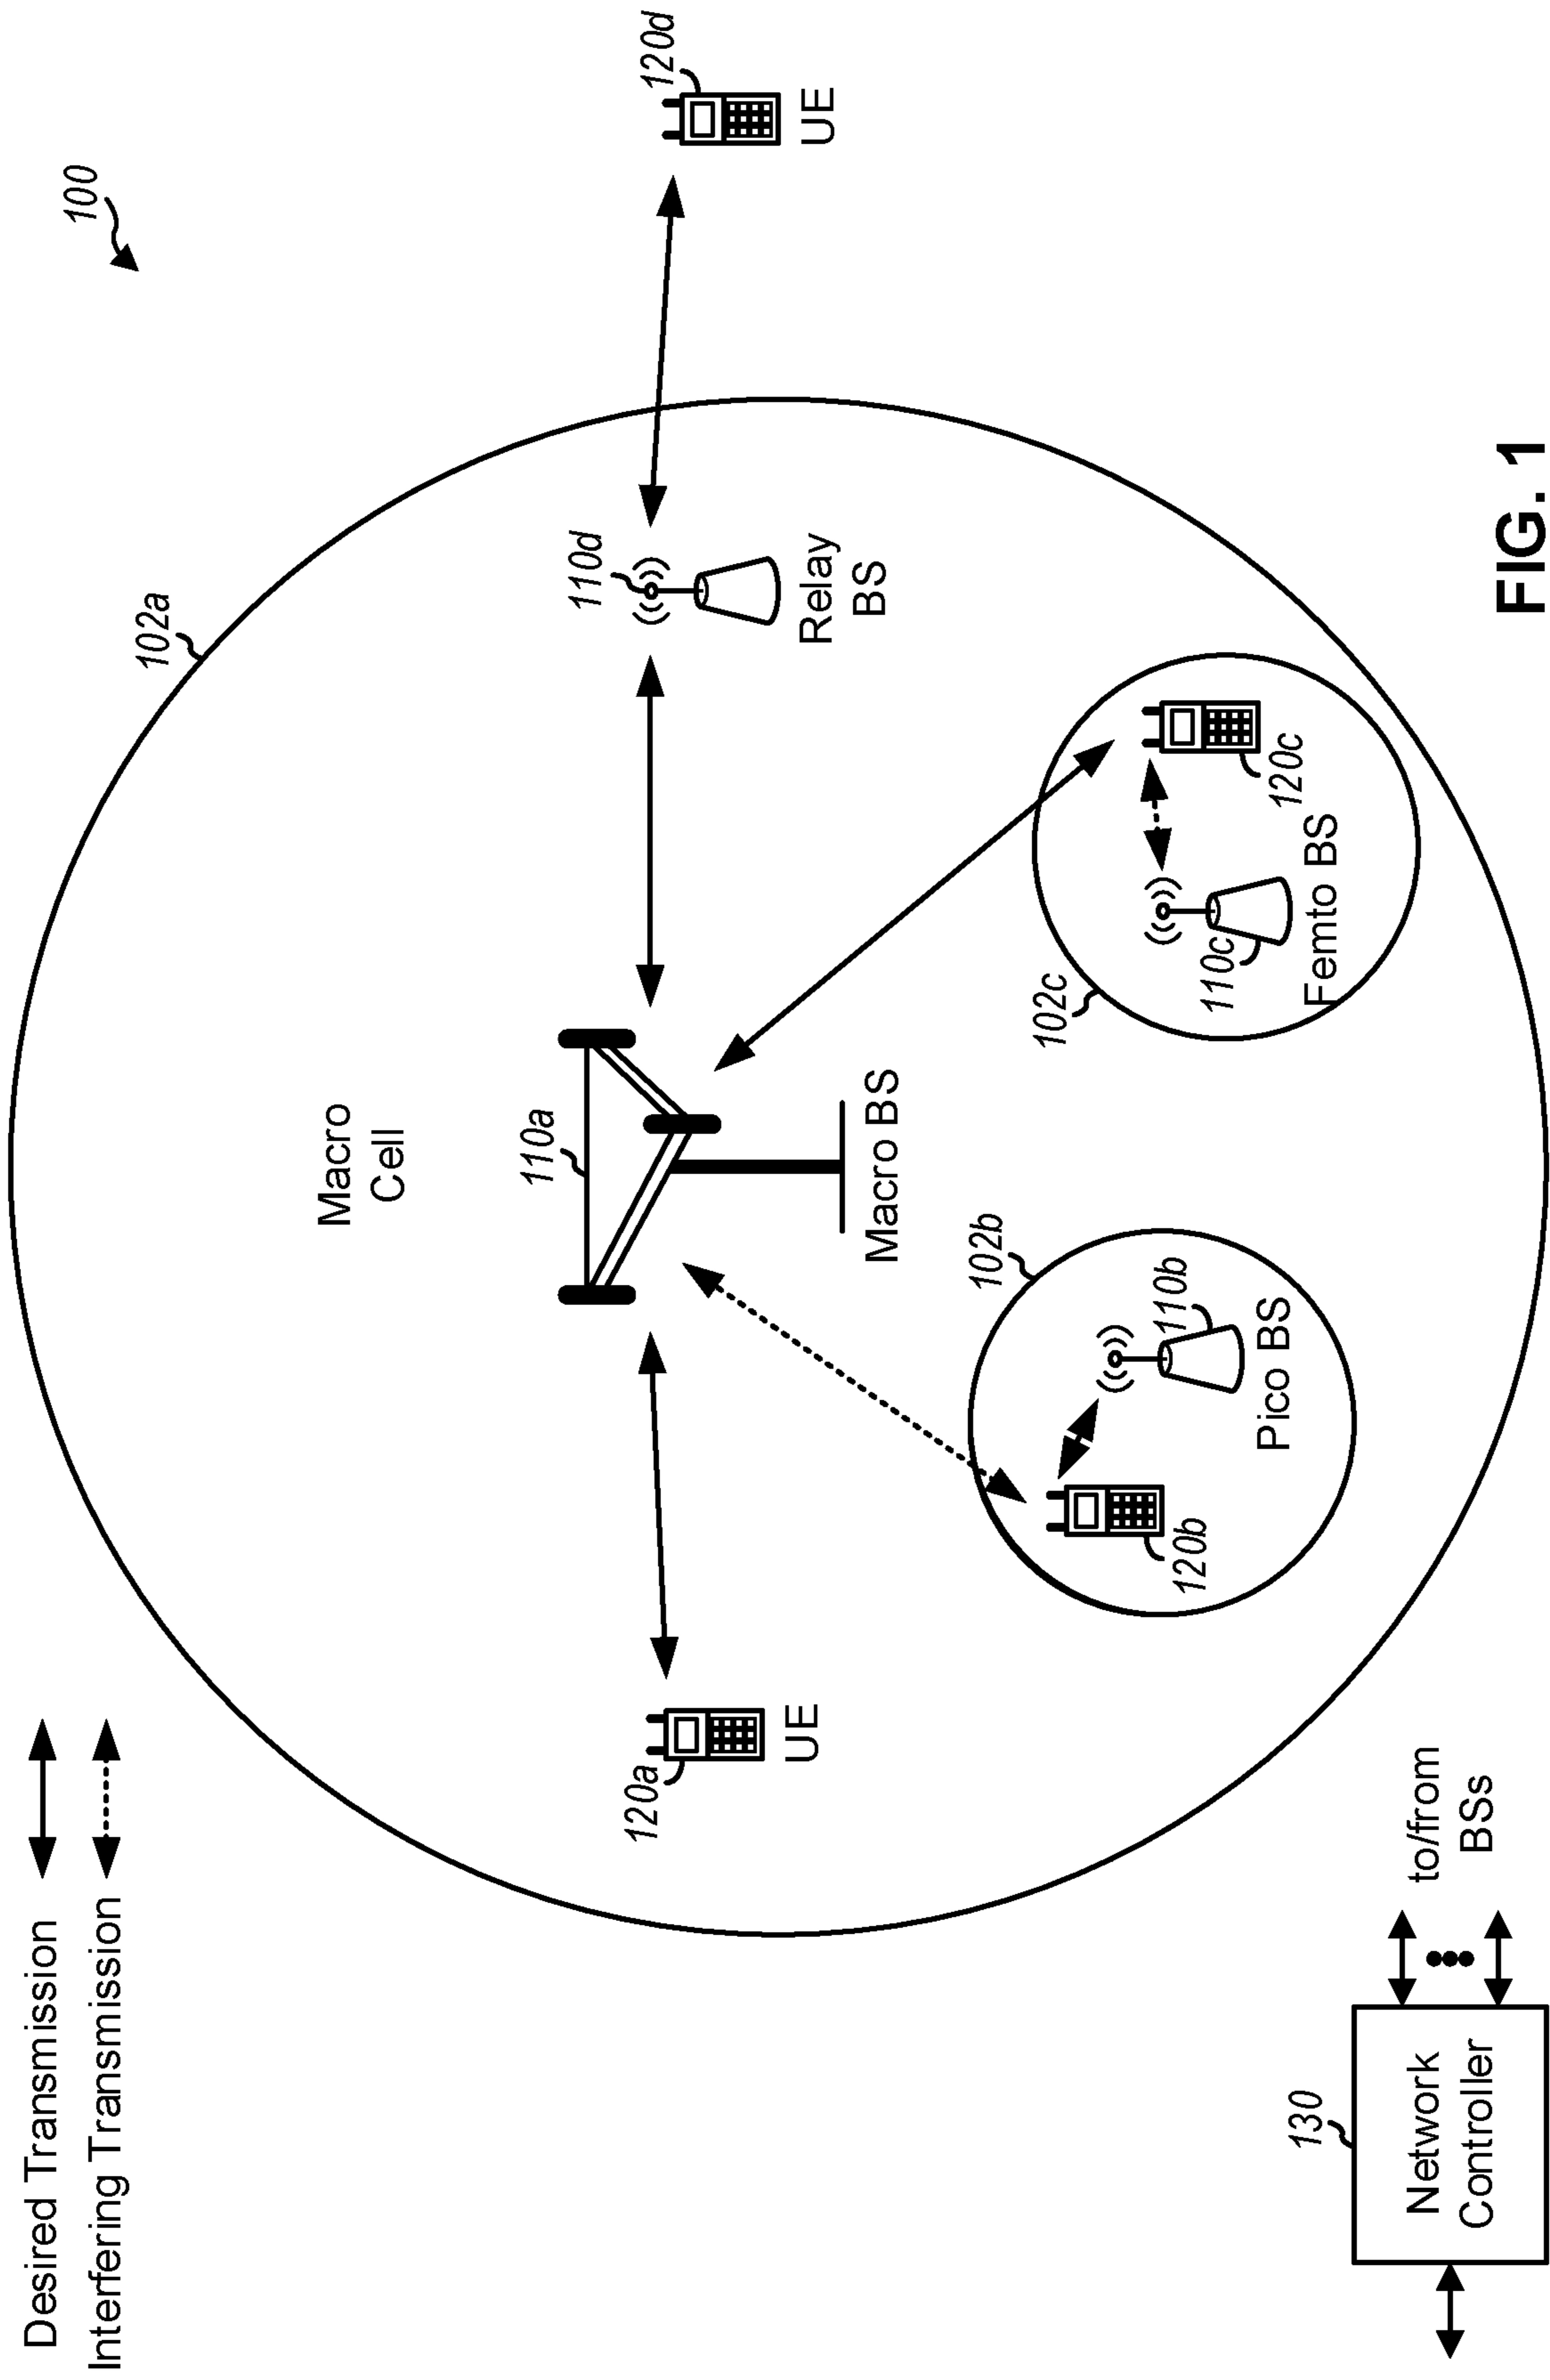 Desired Transmission
Interfering Transmission
100
102a
Macro
Cell
110a
110d
120d
120a
UE
Macro BS
Relay
BS
UE
102b
102c
120b
110b
Pico BS
110c
120c
Femto BS
130
Network
Controller
to/from
BSs
FIG. 1